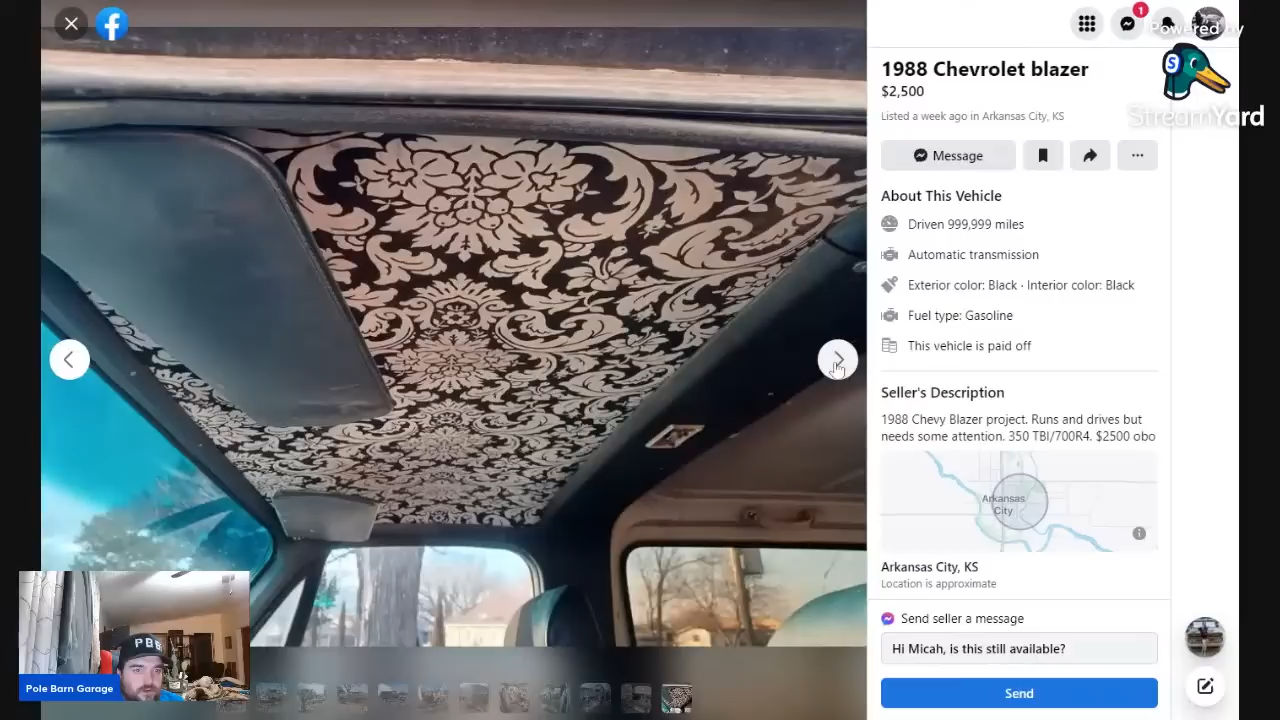 1
Powered by
StreamYard
1988 Chevrolet blazer
$2,500
Listed a week ago in Arkansas City, KS
Message
About This Vehicle
Driven 999,999 miles
Automatic transmission
Exterior color: Black · Interior color: Black
Fuel type: Gasoline
This vehicle is paid off
Seller's Description
1988 Chevy Blazer project. Runs and drives but
needs some attention. 350 TBI/700R4. $2500 obo
Arkansas
City
Arkansas City, KS
Location is approximate
Send seller a message
Hi Micah, is this still available?
Send
PBG
Pole Barn Garage